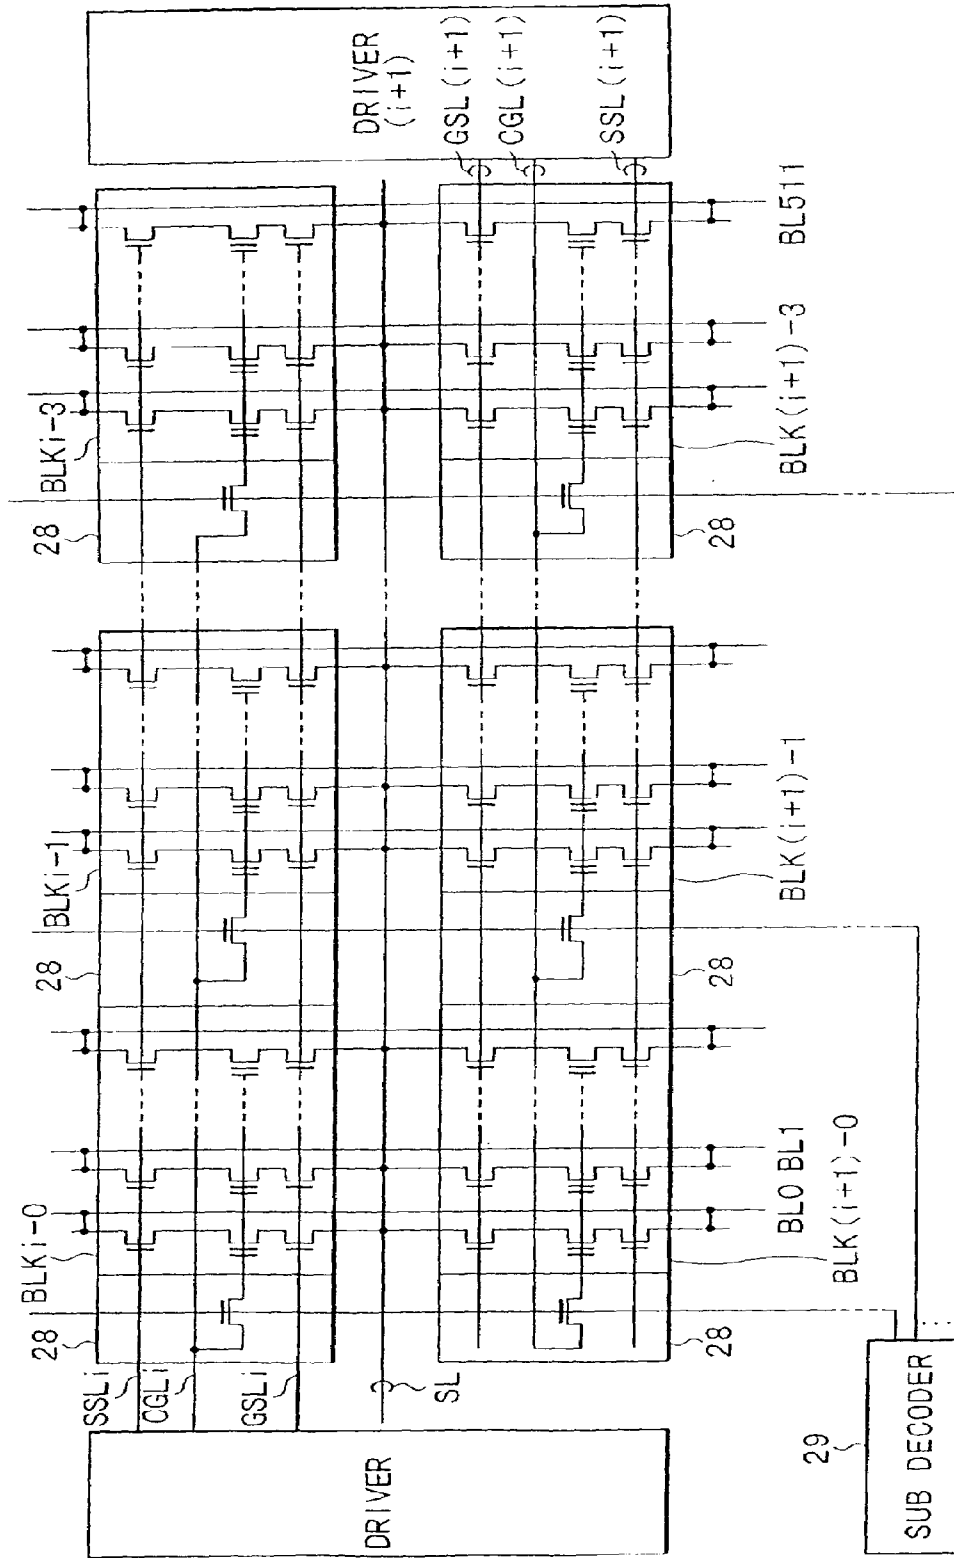 BLKi-0
BLKi-1
BLKi-3
28
28
28
SSLi
CGLi
GSLi
DRIVER
SL
DRIVER
(i+1)
GSL(i+1)
CGL(i+1)
SSL(i+1)
28
28
28
BL0 BL1
BL511
BLK(i+1)-0
BLK(i+1)-1
BLK(i+1)-3
29
SUB DECODER